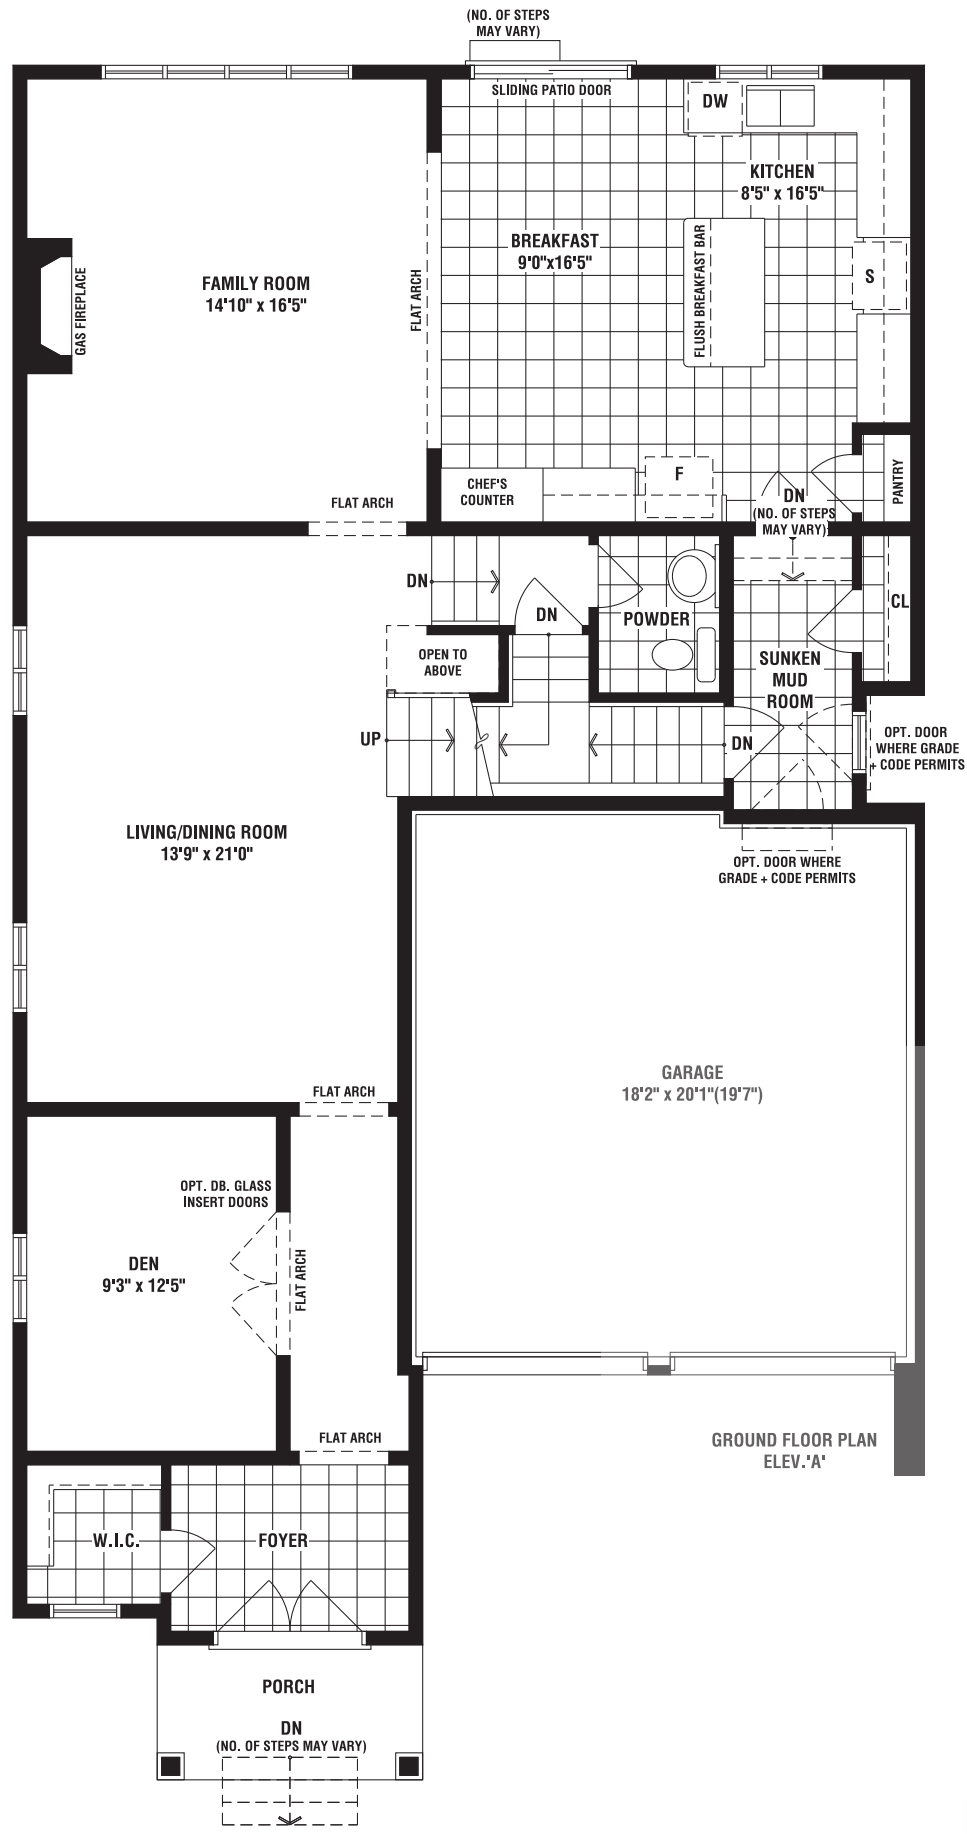 (NO. OF STEPS
MAY VARY)
SLIDING PATIO DOOR
DW
KITCHEN
8'5" x 16'5"
BREAKFAST
9'0"x16'5"
FLUSH BREAKFAST BAR
S
FAMILY ROOM
14'10" x 16'5"
GAS FIREPLACE
FLAT ARCH
CHEF'S
COUNTER
F
DN
(NO. OF STEPS
MAY VARY)
PANTRY
FLAT ARCH
DN
DN
POWDER
CL
OPEN TO
ABOVE
SUNKEN
MUD
ROOM
UP
DN
OPT. DOOR
WHERE GRADE
+ CODE PERMITS
LIVING/DINING ROOM
13'9" x 21'0"
OPT. DOOR WHERE
GRADE + CODE PERMITS
GARAGE
18'2" x 20'1"(19'7")
FLAT ARCH
OPT. DB. GLASS
INSERT DOORS
DEN
9'3" x 12'5"
FLAT ARCH
FLAT ARCH
GROUND FLOOR PLAN
ELEV.'A'
W.I.C.
FOYER
PORCH
DN
(NO. OF STEPS MAY VARY)